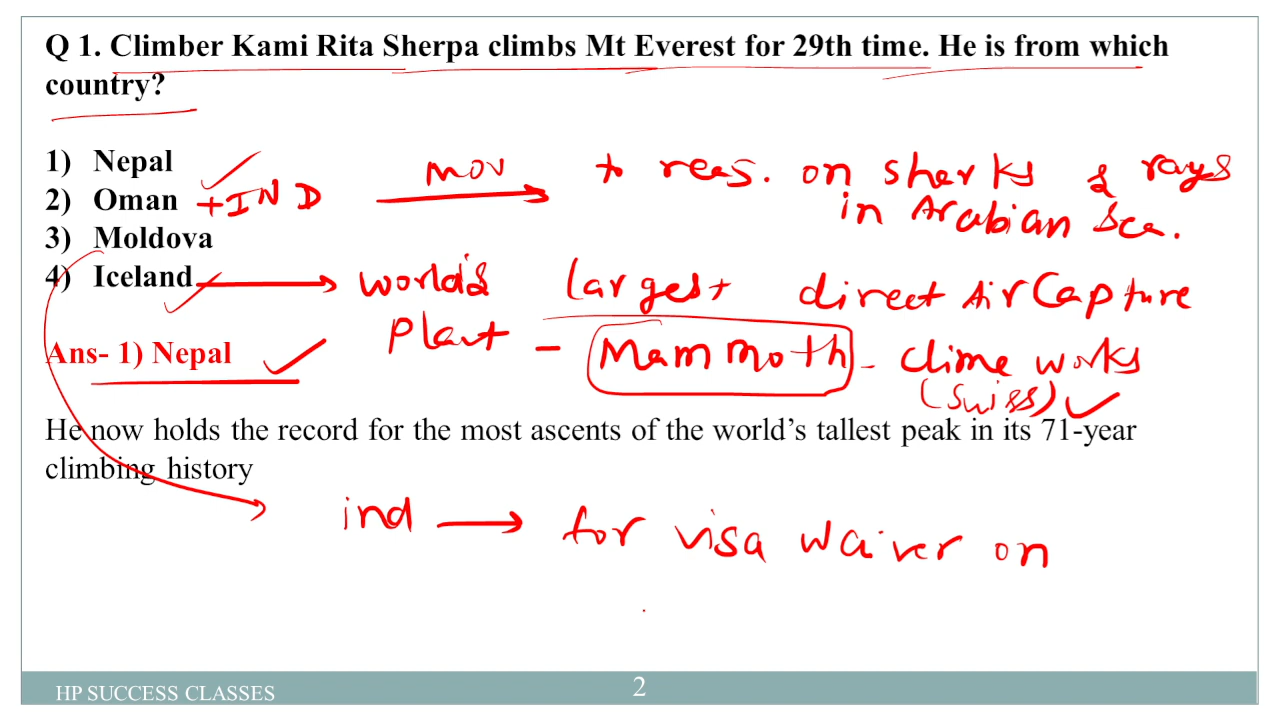 Q 1. Climber Kami Rita Sherpa climbs Mt Everest for 29th time. He is from which
country?
1) Nepal
2) Oman +IND mov to reas. on sharks & rays
in Arabian Sea.
3) Moldova
4) Iceland world's largest direct Air Capture
Plant - Mammoth - clime works
(swiss)
Ans- 1) Nepal
He now holds the record for the most ascents of the world's tallest peak in its 71-year
climbing history
ind for visa waiver on
HP SUCCESS CLASSES
2